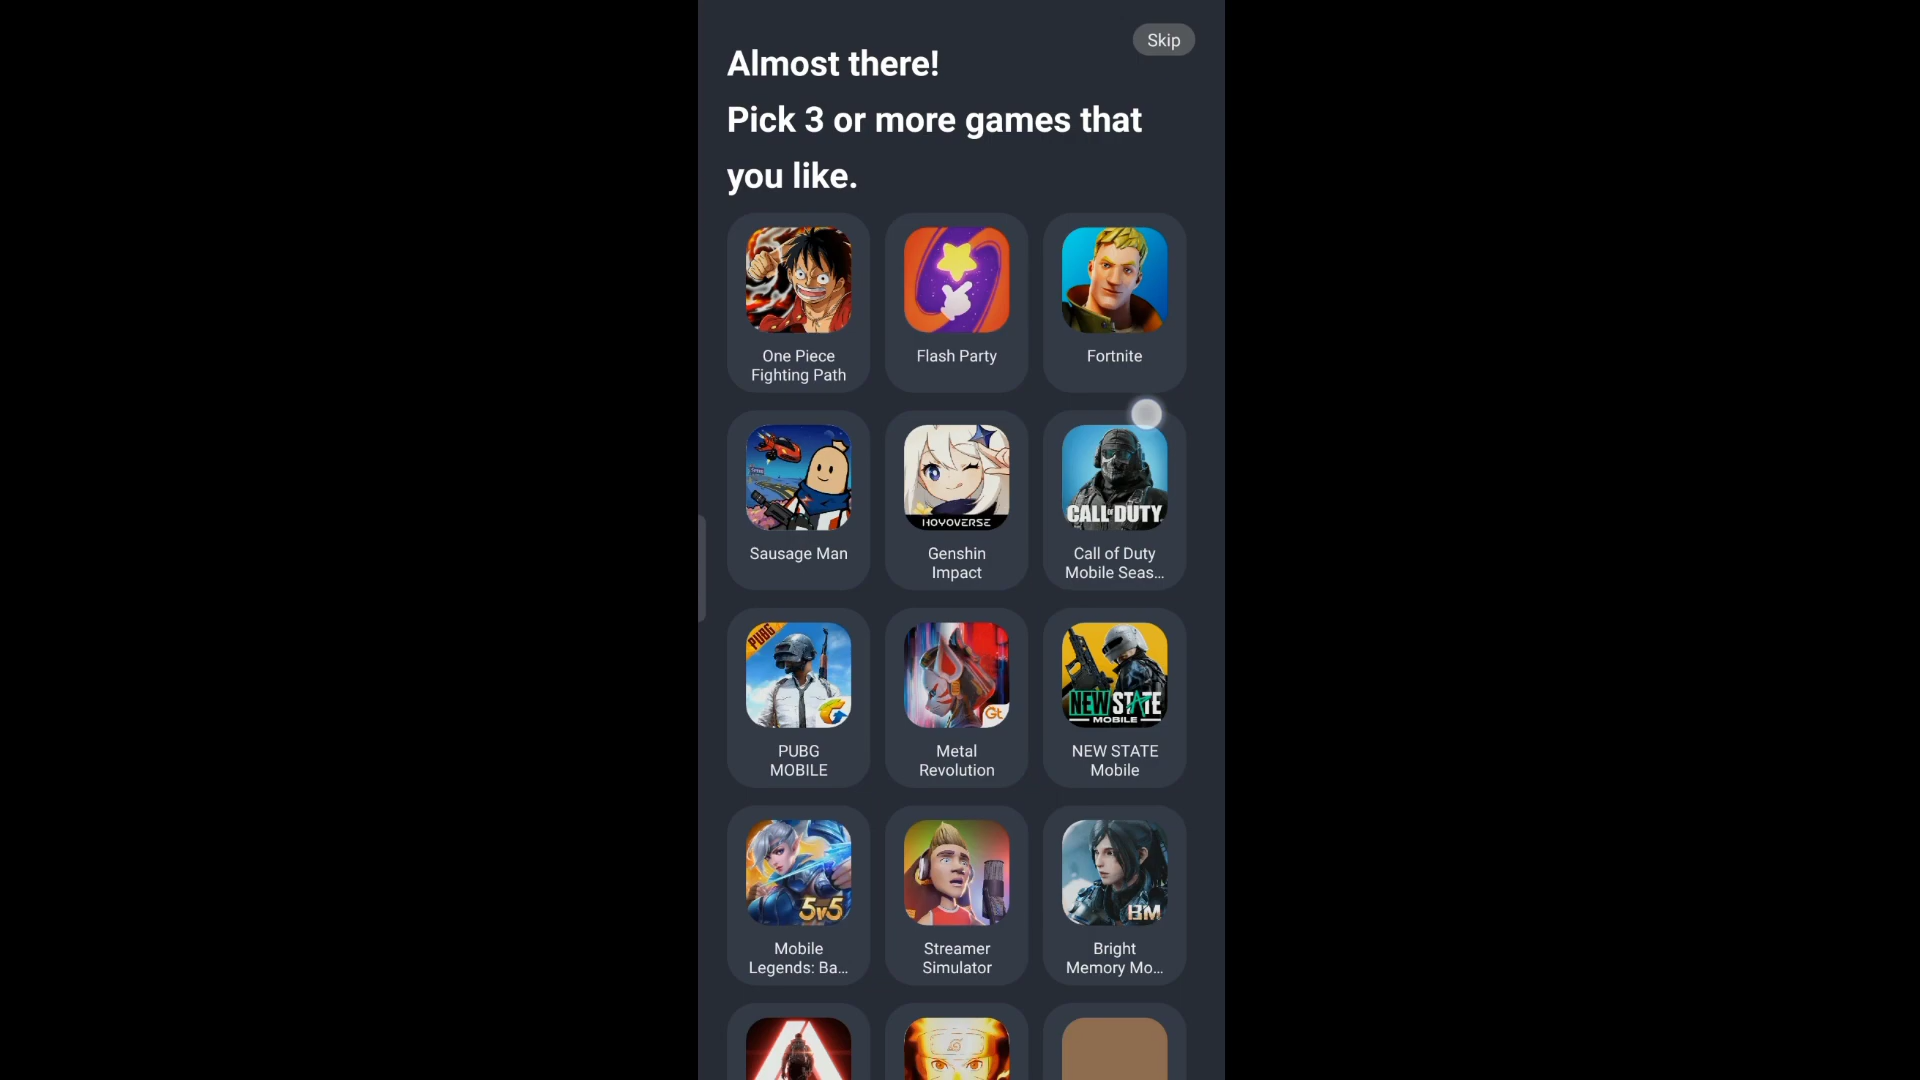 Skip
Almost there!
Pick 3 or more games that
you like.
One Piece
Fighting Path
Flash Party
Fortnite
HOYOVERSE
CALL OF DUTY
Sausage Man
Genshin
Impact
Call of Duty
Mobile Seas...
PUBG
Gt
NEW STATE
MOBILE
PUBG
MOBILE
Metal
Revolution
NEW STATE
Mobile
5v5
BM
Mobile
Legends: Ba...
Streamer
Simulator
Bright
Memory Mo...